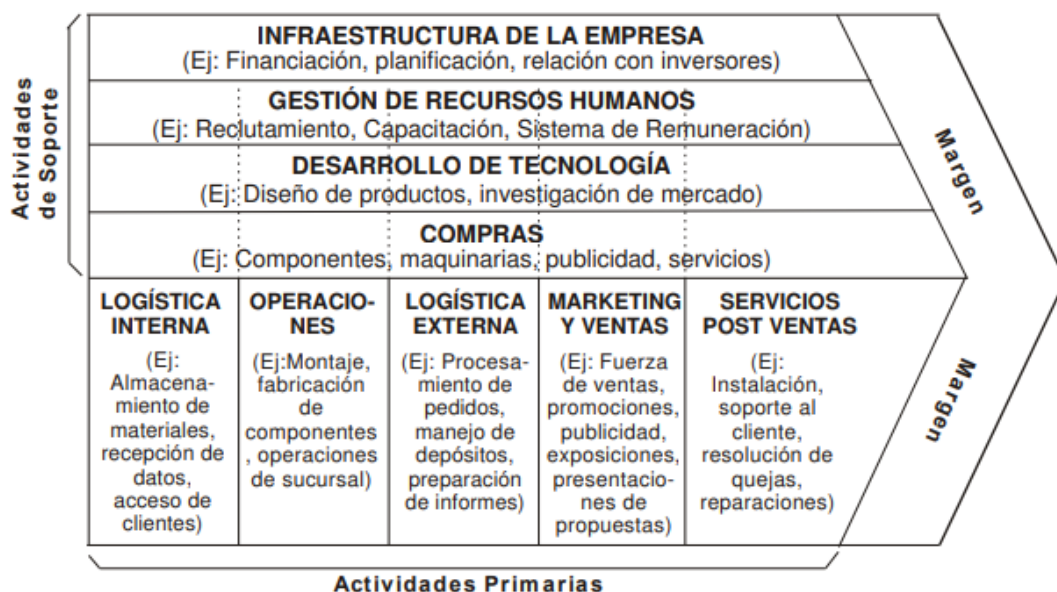 Actividades
de Soporte
INFRAESTRUCTURA DE LA EMPRESA
(Ej: Financiación, planificación, relación con inversores)
GESTIÓN DE RECURSOS HUMANOS
(Ej: Reclutamiento, Capacitación, Sistema de Remuneración)
DESARROLLO DE TECNOLOGÍA
(Ej: Diseño de productos, investigación de mercado)
COMPRAS
(Ej: Componentes, maquinarias, publicidad, servicios)
Margen
LOGÍSTICA
INTERNA
(Ej:
Almacena-
miento de
materiales,
recepción de
datos,
acceso de
clientes)
OPERACIO-
NES
(Ej:Montaje,
fabricación
de
componentes
, operaciones
de sucursal)
LOGÍSTICA
EXTERNA
(Ej: Procesa-
miento de
pedidos,
manejo de
depósitos,
preparación
de informes)
MARKETING
Y VENTAS
(Ej: Fuerza
de ventas,
promociones,
publicidad,
exposiciones,
presentacio-
nes de
propuestas)
SERVICIOS
POST VENTAS
(Ej:
Instalación,
soporte al
cliente,
resolución de
quejas,
reparaciones)
Margen
Actividades Primarias